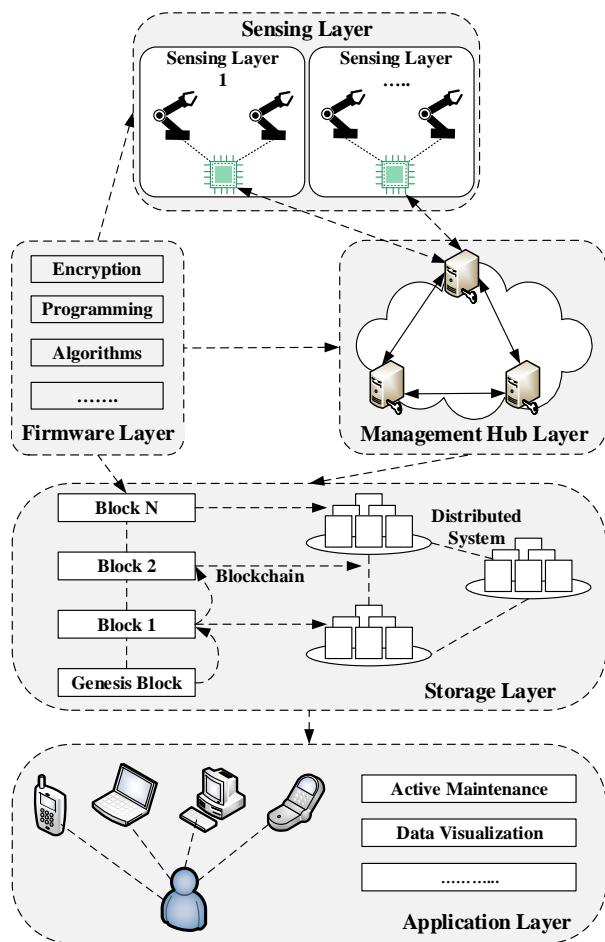 Sensing Layer
Sensing Layer
1
Sensing Layer
.....
Encryption
Programming
Algorithms
.......
Firmware Layer
Management Hub Layer
Block N
Block 2
Block 1
Genesis Block
Blockchain
Distributed
System
Storage Layer
Active Maintenance
Data Visualization
..........
Application Layer